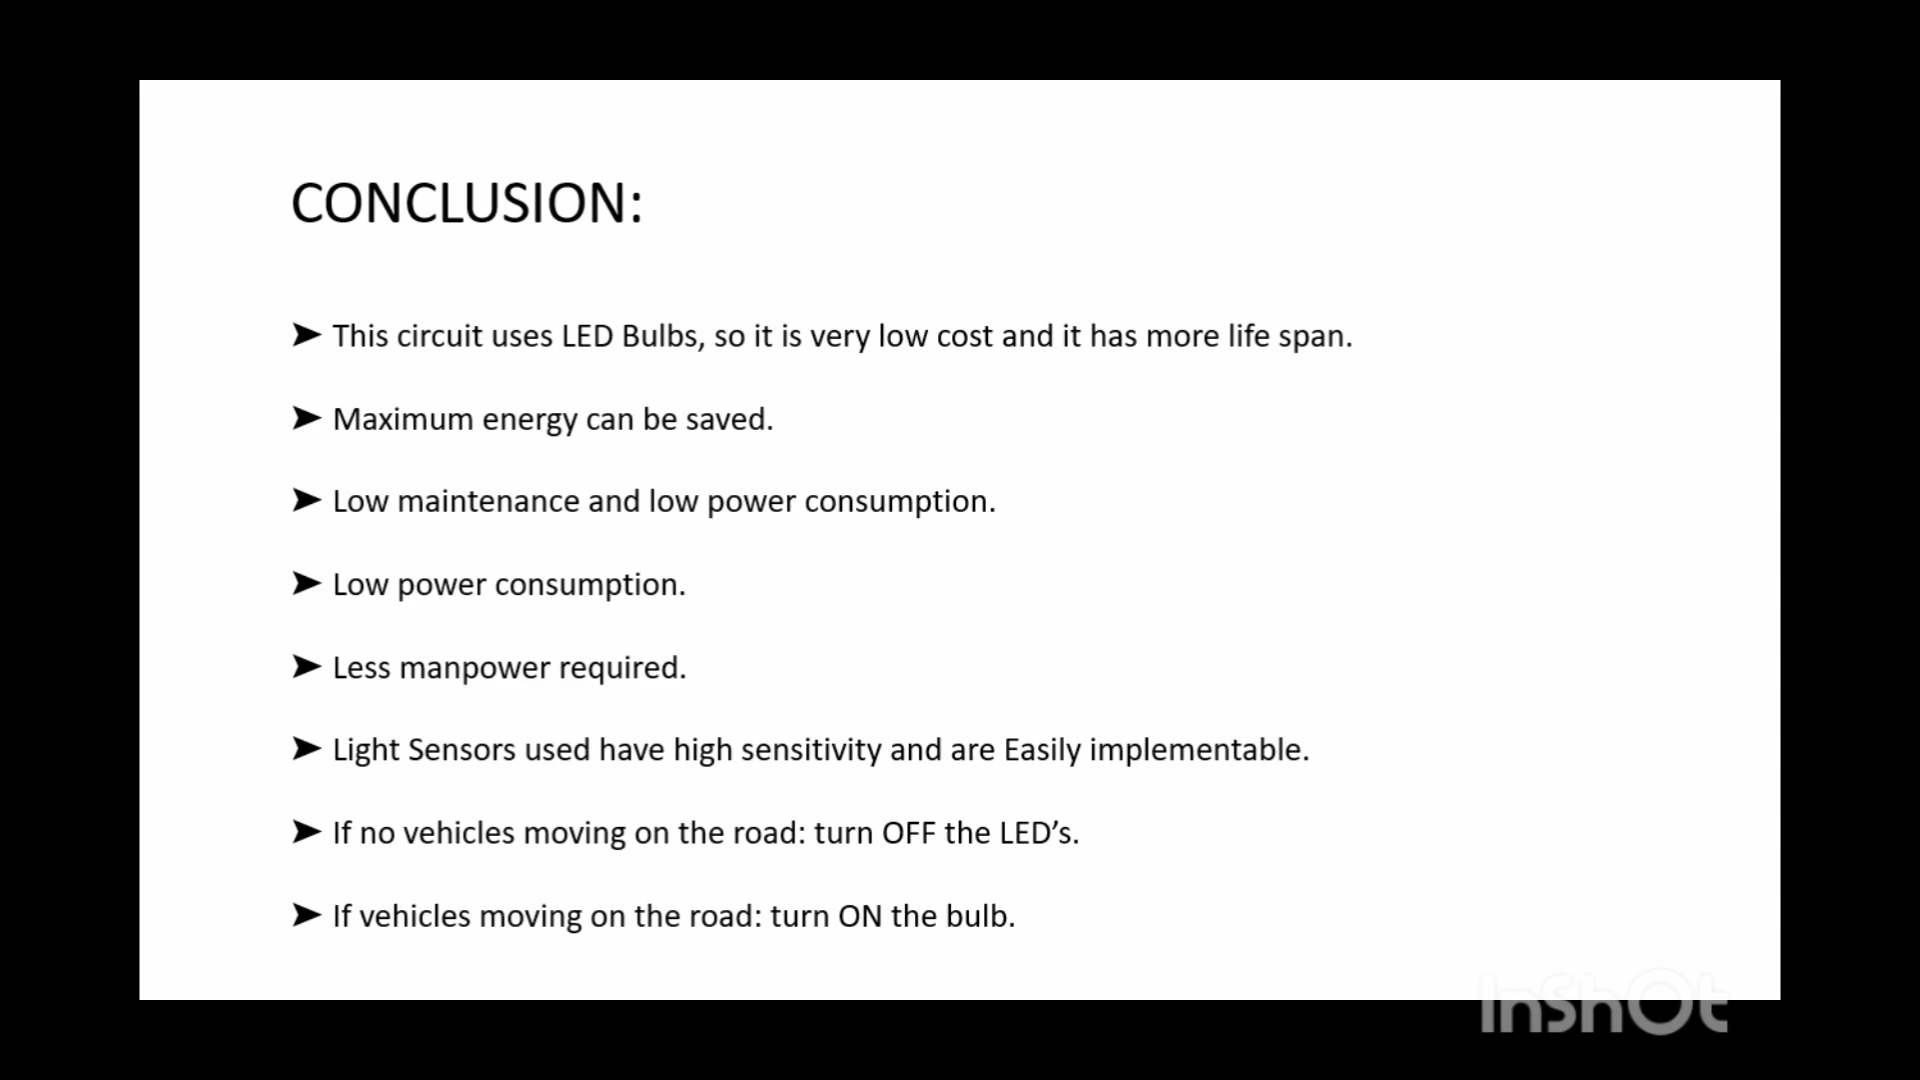 CONCLUSION:
➤ This circuit uses LED Bulbs, so it is very low cost and it has more life span.
➤ Maximum energy can be saved.
➤ Low maintenance and low power consumption.
➤ Low power consumption.
➤ Less manpower required.
➤ Light Sensors used have high sensitivity and are Easily implementable.
➤ If no vehicles moving on the road: turn OFF the LED’s.
➤ If vehicles moving on the road: turn ON the bulb.
InShOt